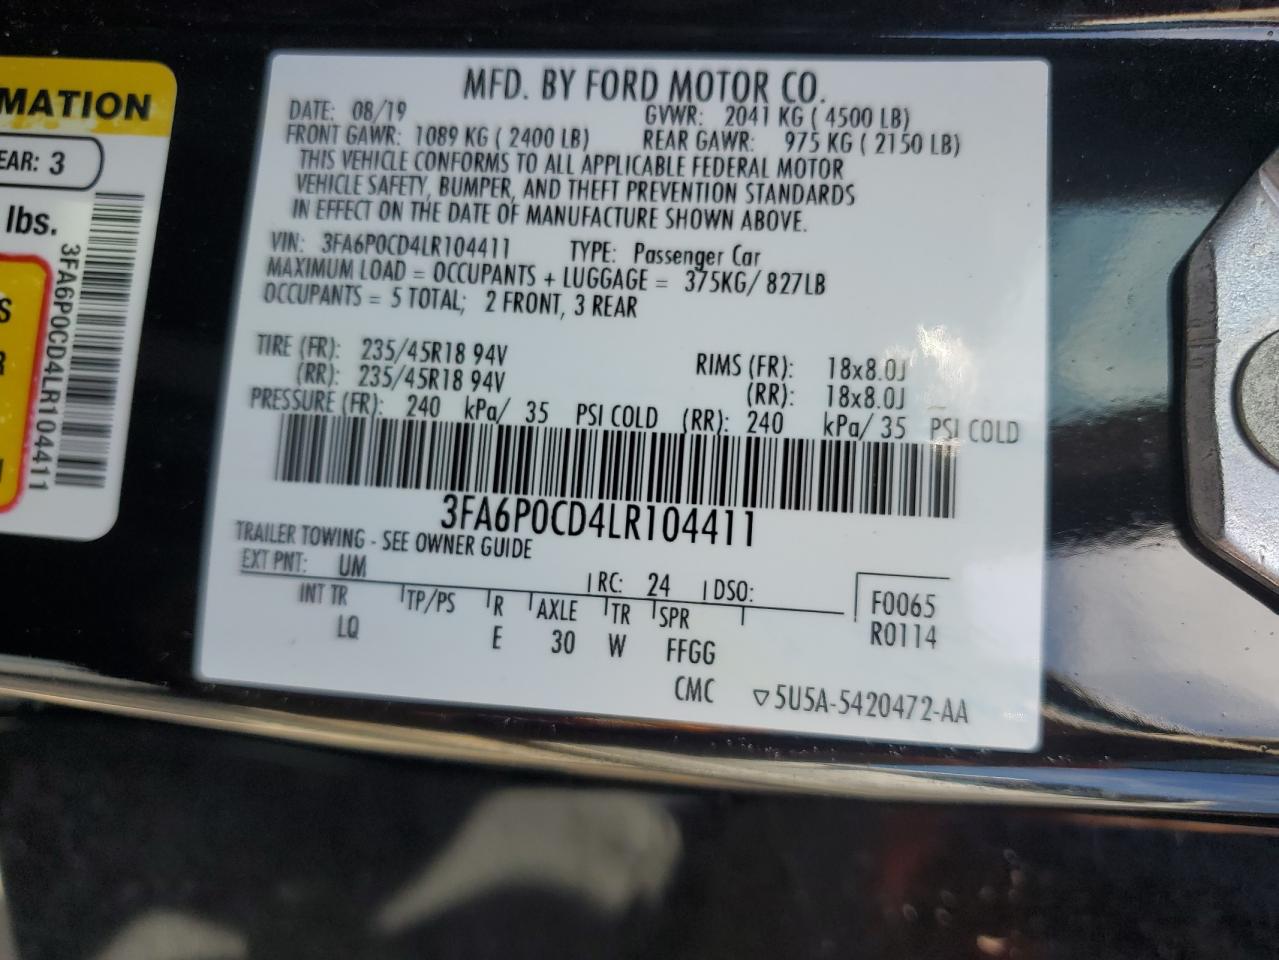 MATION
EAR: 3
lbs.
3FA6P0CD4LR104411
S
R
MFD. BY FORD MOTOR CO.
DATE: 08/19 GVWR: 2041 KG ( 4500 LB)
FRONT GAWR: 1089 KG ( 2400 LB) REAR GAWR: 975 KG ( 2150 LB)
THIS VEHICLE CONFORMS TO ALL APPLICABLE FEDERAL MOTOR
VEHICLE SAFETY, BUMPER, AND THEFT PREVENTION STANDARDS
IN EFFECT ON THE DATE OF MANUFACTURE SHOWN ABOVE.
VIN: 3FA6P0CD4LR104411 TYPE: Passenger Car
MAXIMUM LOAD = OCCUPANTS + LUGGAGE = 375KG/ 827LB
OCCUPANTS = 5 TOTAL; 2 FRONT, 3 REAR
TIRE (FR): 235/45R18 94V RIMS (FR): 18x8.0J
(RR): 235/45R18 94V (RR): 18x8.0J
PRESSURE (FR): 240 kPa/ 35 PSI COLD (RR): 240 kPa/ 35 PSI COLD
3FA6P0CD4LR104411
TRAILER TOWING - SEE OWNER GUIDE
EXT PNT: UM RC: 24 DSO:
INT TR TP/PS R AXLE TR SPR F0065
LQ E 30 W FFGG R0114
CMC ▽5U5A-5420472-AA